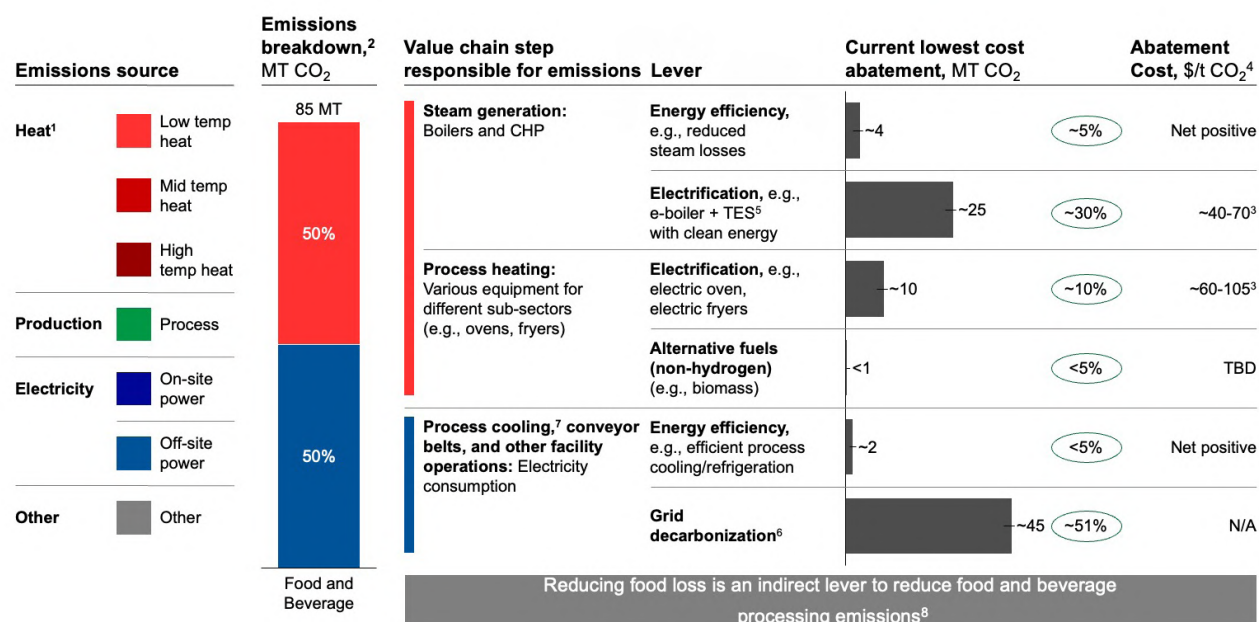 Emissions source
Emissions
breakdown,²
MT CO₂
Value chain step
responsible for emissions
Lever
Current lowest cost
abatement, MT CO₂
Abatement
Cost, $/t CO₂⁴
Heat¹
Low temp
heat
Mid temp
heat
High
temp heat
Production
Process
Electricity
On-site
power
Off-site
power
Other
Other
85 MT
50%
50%
Food and
Beverage
Steam generation:
Boilers and CHP
Energy efficiency,
e.g., reduced
steam losses
~4
~5%
Net positive
Electrification, e.g.,
e-boiler + TES⁵
with clean energy
~25
~30%
~40-70³
Process heating:
Various equipment for
different sub-sectors
(e.g., ovens, fryers)
Electrification, e.g.,
electric oven,
electric fryers
~10
~10%
~60-105³
Alternative fuels
(non-hydrogen)
(e.g., biomass)
<1
<5%
TBD
Process cooling,⁷ conveyor
belts, and other facility
operations: Electricity
consumption
Energy efficiency,
e.g., efficient process
cooling/refrigeration
~2
<5%
Net positive
Grid
decarbonization⁶
~45
~51%
N/A
Reducing food loss is an indirect lever to reduce food and beverage
processing emissions⁸